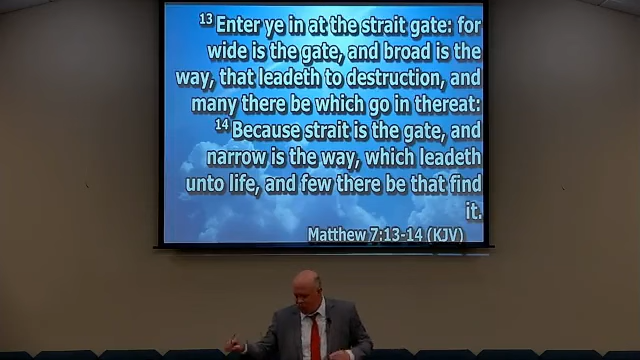 13 Enter ye in at the strait gate: for
wide is the gate, and broad is the
way, that leadeth to destruction, and
many there be which go in thereat:
14 Because strait is the gate, and
narrow is the way, which leadeth
unto life, and few there be that find
it.
Matthew 7:13-14 (KJV)